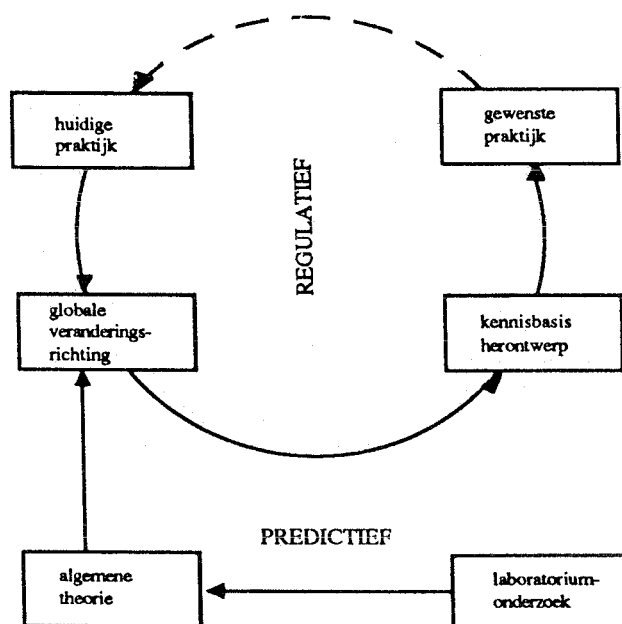 huidige
praktijk
gewenste
praktijk
REGULATIEF
globale
veranderings-
richting
kennisbasis
herontwerp
PREDICTIEF
algemene
theorie
laboratorium-
onderzoek